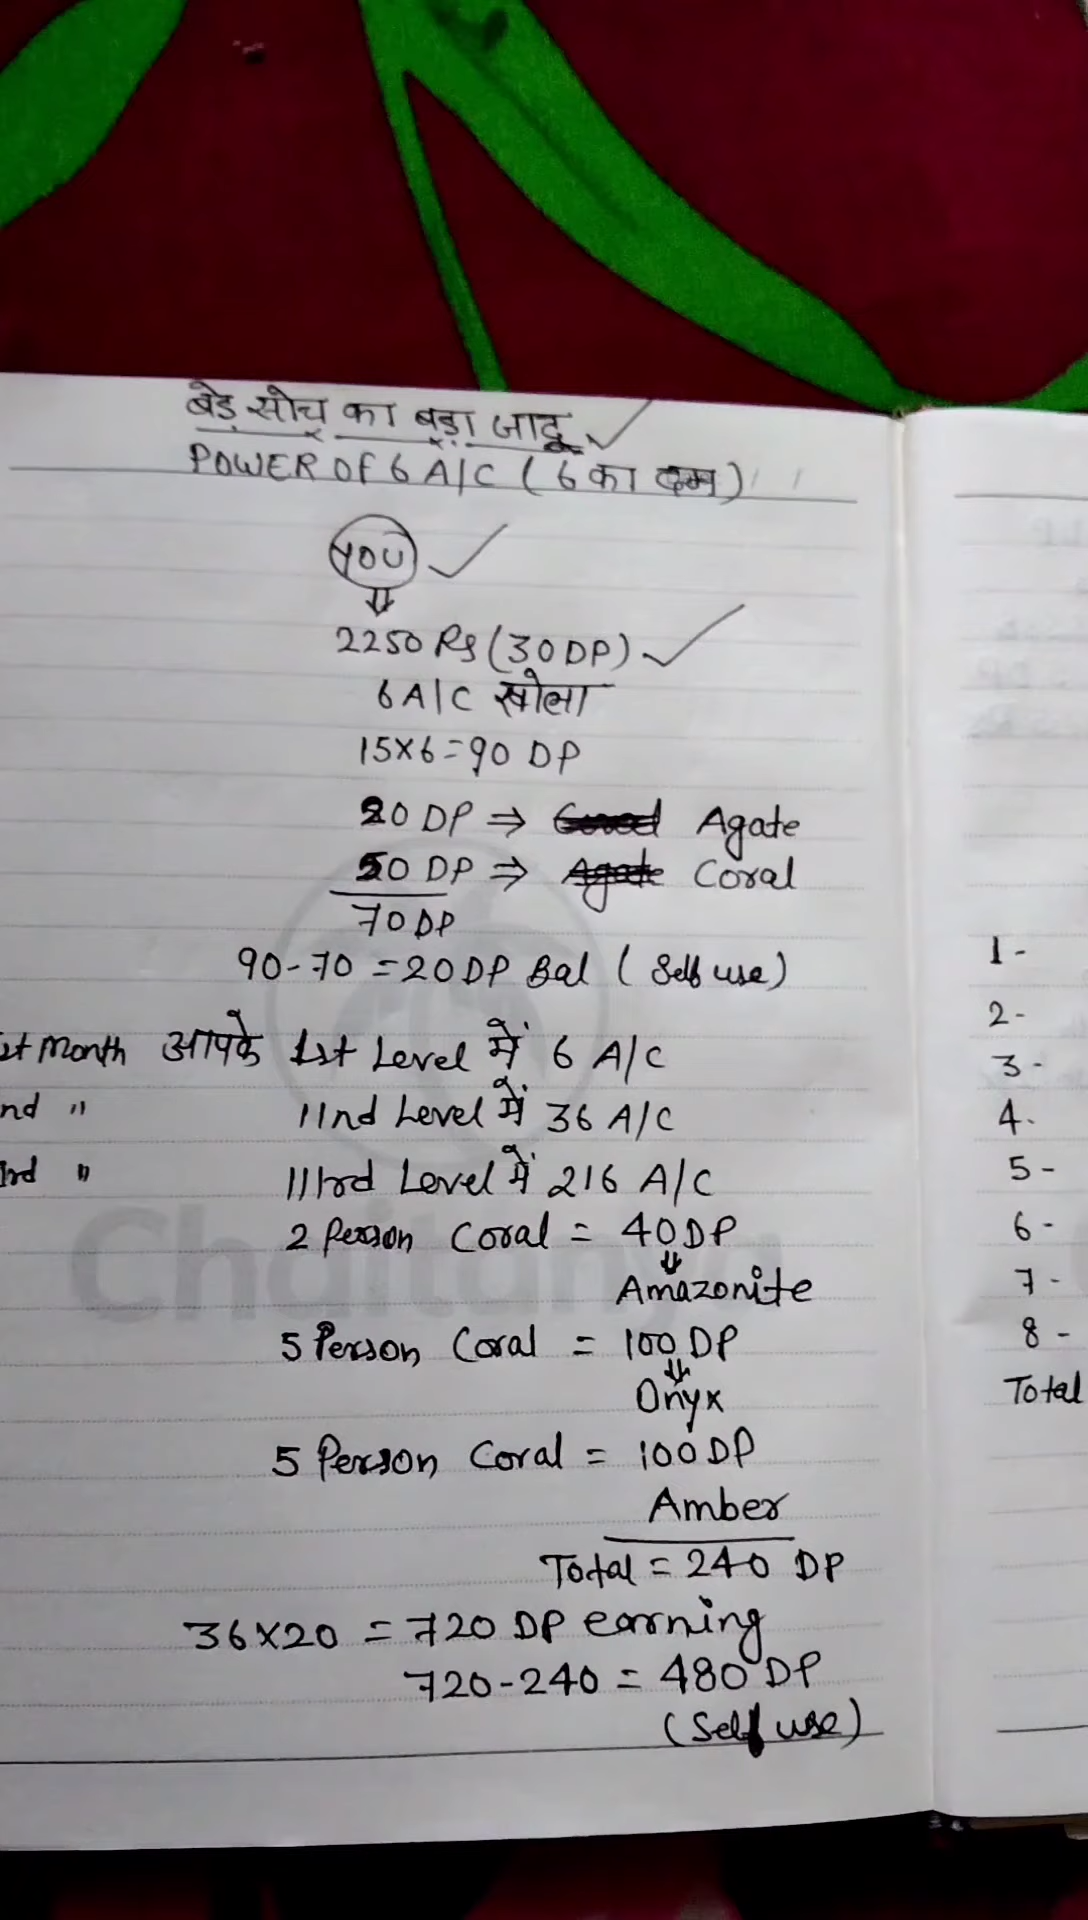 बड़े सोच का बड़ा जादू
POWER OF 6 A/C (6 का दम)
YOU
2250 Rs (30 DP)
6 A/C खोला
15×6=90 DP
20 DP ⇒ Agate
50 DP ⇒ Coral
70 DP
90-70 =20 DP Bal ( Self use)
st Month आपके 1st Level में 6 A/C
nd " IInd Level में 36 A/C
IIIrd Level में 216 A/C
2 Person Coral = 40 DP
Amazonite
5 Person Coral = 100 DP
Onyx
5 Person Coral = 100 DP
Amber
Total = 240 DP
36×20 = 720 DP earning
720-240 = 480 DP
(Self use)
Chaitanya
1-
2-
3-
4-
5-
6-
7-
8-
Total